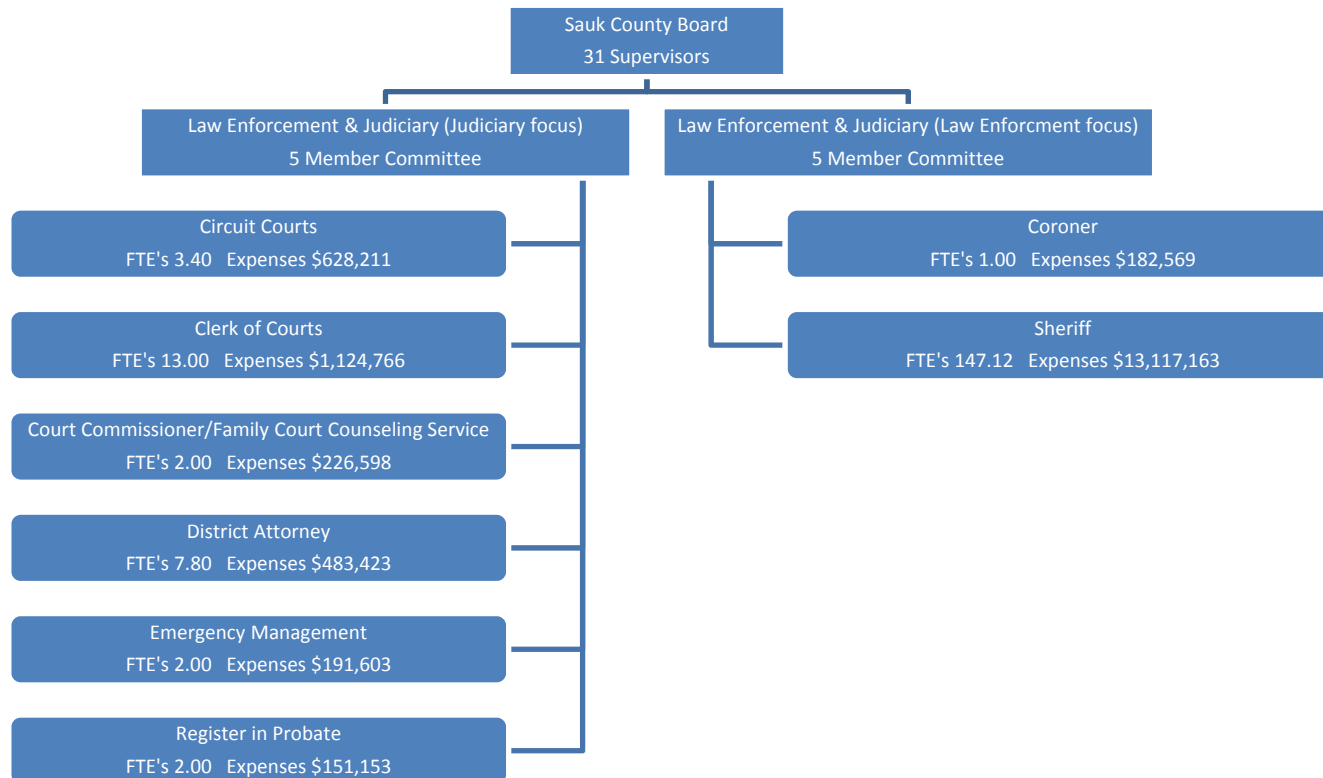 Sauk County Board
31 Supervisors
Law Enforcement & Judiciary (Judiciary focus)
5 Member Committee
Law Enforcement & Judiciary (Law Enforcment focus)
5 Member Committee
Circuit Courts
FTE's 3.40 Expenses $628,211
Clerk of Courts
FTE's 13.00 Expenses $1,124,766
Court Commissioner/Family Court Counseling Service
FTE's 2.00 Expenses $226,598
District Attorney
FTE's 7.80 Expenses $483,423
Emergency Management
FTE's 2.00 Expenses $191,603
Register in Probate
FTE's 2.00 Expenses $151,153
Coroner
FTE's 1.00 Expenses $182,569
Sheriff
FTE's 147.12 Expenses $13,117,163